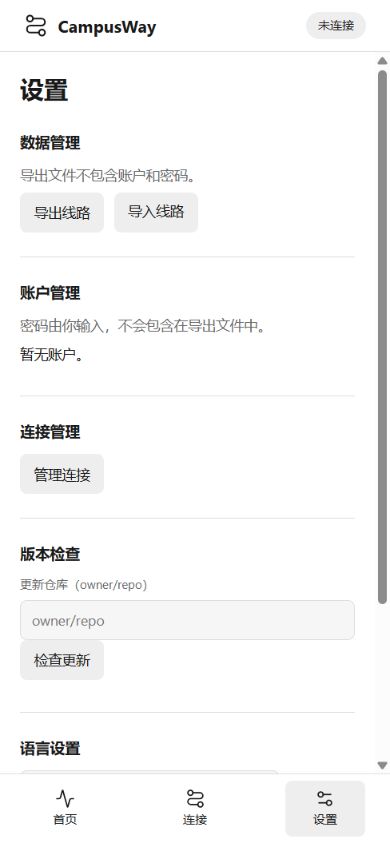 CampusWay
未连接
设置
数据管理
导出文件不包含账户和密码。
导出线路
导入线路
账户管理
密码由你输入，不会包含在导出文件中。
暂无账户。
连接管理
管理连接
版本检查
更新仓库（owner/repo）
owner/repo
检查更新
语言设置
首页
连接
设置